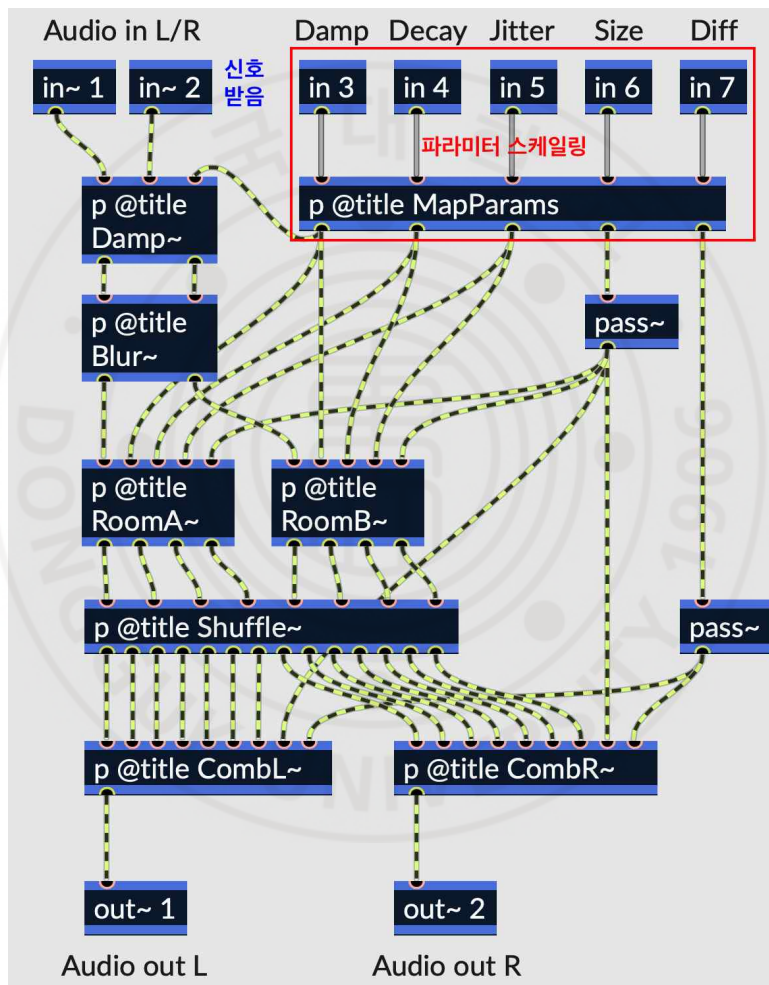 Audio in L/R
Damp Decay Jitter Size Diff
in~ 1
in~ 2
신호
받음
in 3
in 4
in 5
in 6
in 7
파라미터 스케일링
p @title
Damp~
p @title MapParams
p @title
Blur~
pass~
p @title
RoomA~
p @title
RoomB~
p @title Shuffle~
pass~
p @title CombL~
p @title CombR~
out~ 1
out~ 2
Audio out L
Audio out R
1906